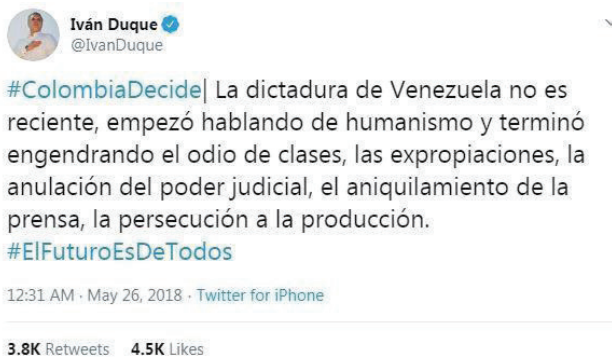 Iván Duque
@IvanDuque
#ColombiaDecide| La dictadura de Venezuela no es
reciente, empezó hablando de humanismo y terminó
engendrando el odio de clases, las expropiaciones, la
anulación del poder judicial, el aniquilamiento de la
prensa, la persecución a la producción.
#ElFuturoEsDeTodos
12:31 AM · May 26, 2018 · Twitter for iPhone
3.8K Retweets 4.5K Likes